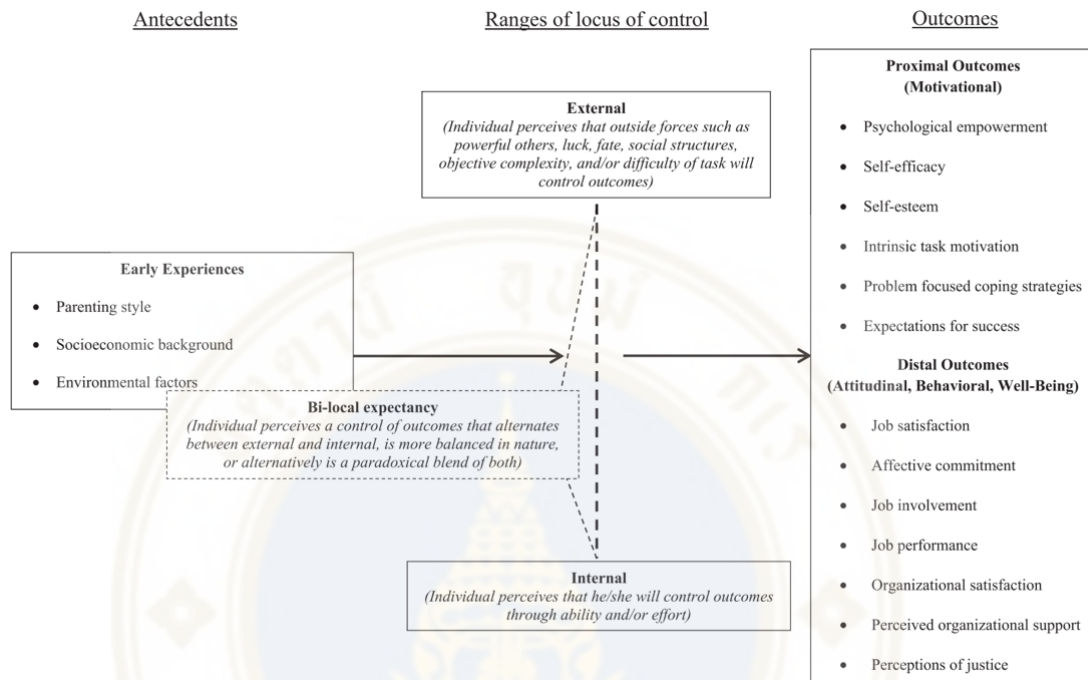 Antecedents
Ranges of locus of control
Outcomes
External
(Individual perceives that outside forces such as
powerful others, luck, fate, social structures,
objective complexity, and/or difficulty of task will
control outcomes)
Early Experiences
• Parenting style
• Socioeconomic background
• Environmental factors
Bi-local expectancy
(Individual perceives a control of outcomes that alternates
between external and internal, is more balanced in nature,
or alternatively is a paradoxical blend of both)
Internal
(Individual perceives that he/she will control outcomes
through ability and/or effort)
Proximal Outcomes
(Motivational)
• Psychological empowerment
• Self-efficacy
• Self-esteem
• Intrinsic task motivation
• Problem focused coping strategies
• Expectations for success
Distal Outcomes
(Attitudinal, Behavioral, Well-Being)
• Job satisfaction
• Affective commitment
• Job involvement
• Job performance
• Organizational satisfaction
• Perceived organizational support
• Perceptions of justice